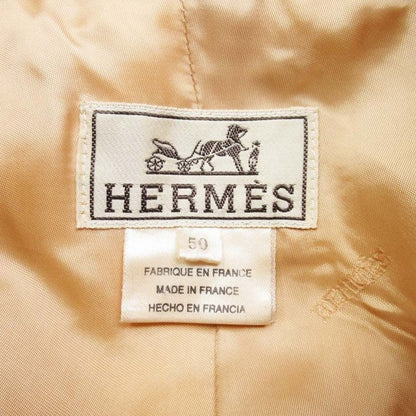 HERMÈS
50
FABRIQUE EN FRANCE
MADE IN FRANCE
HECHO EN FRANCIA